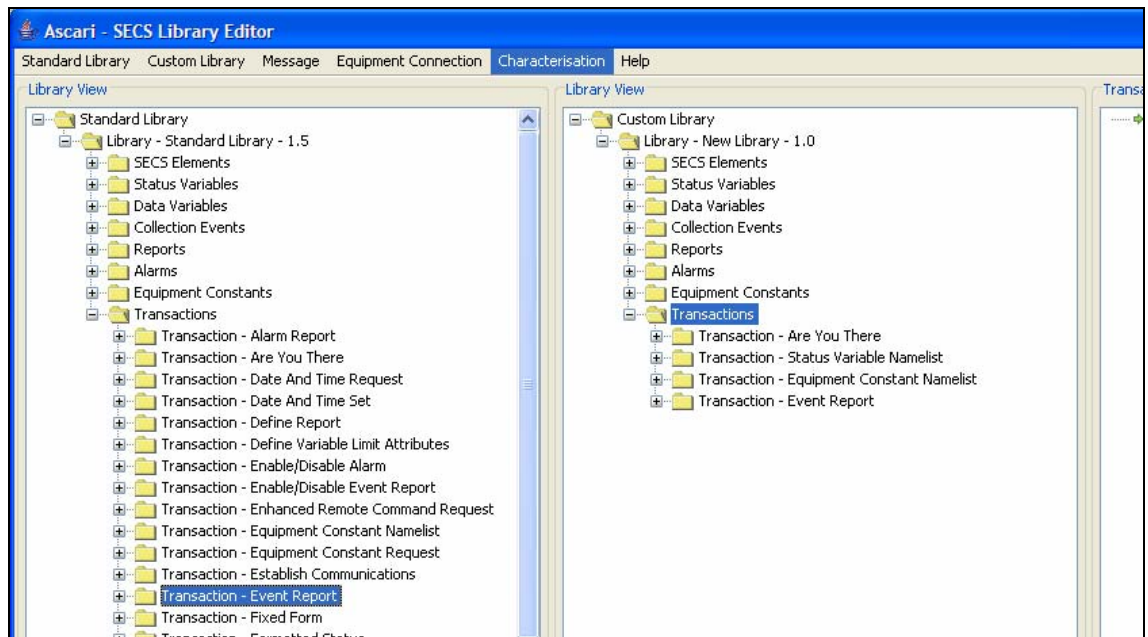 Ascari - SECS Library Editor
Standard Library Custom Library Message Equipment Connection Characterisation Help
Library View
Standard Library
Library - Standard Library - 1.5
SECS Elements
Status Variables
Data Variables
Collection Events
Reports
Alarms
Equipment Constants
Transactions
Transaction - Alarm Report
Transaction - Are You There
Transaction - Date And Time Request
Transaction - Date And Time Set
Transaction - Define Report
Transaction - Define Variable Limit Attributes
Transaction - Enable/Disable Alarm
Transaction - Enable/Disable Event Report
Transaction - Enhanced Remote Command Request
Transaction - Equipment Constant Namelist
Transaction - Equipment Constant Request
Transaction - Establish Communications
Transaction - Event Report
Transaction - Fixed Form
Transaction - Formatted Status
Library View
Custom Library
Library - New Library - 1.0
SECS Elements
Status Variables
Data Variables
Collection Events
Reports
Alarms
Equipment Constants
Transactions
Transaction - Are You There
Transaction - Status Variable Namelist
Transaction - Equipment Constant Namelist
Transaction - Event Report